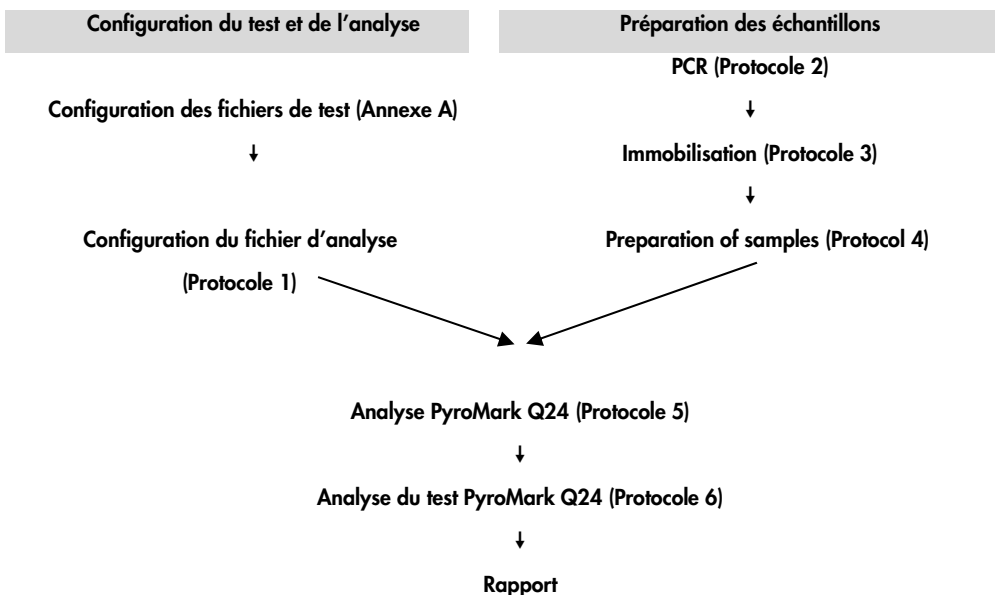 Configuration du test et de l’analyse
Préparation des échantillons
PCR (Protocole 2)
Configuration des fichiers de test (Annexe A)
Immobilisation (Protocole 3)
Configuration du fichier d’analyse
(Protocole 1)
Preparation of samples (Protocol 4)
Analyse PyroMark Q24 (Protocole 5)
Analyse du test PyroMark Q24 (Protocole 6)
Rapport